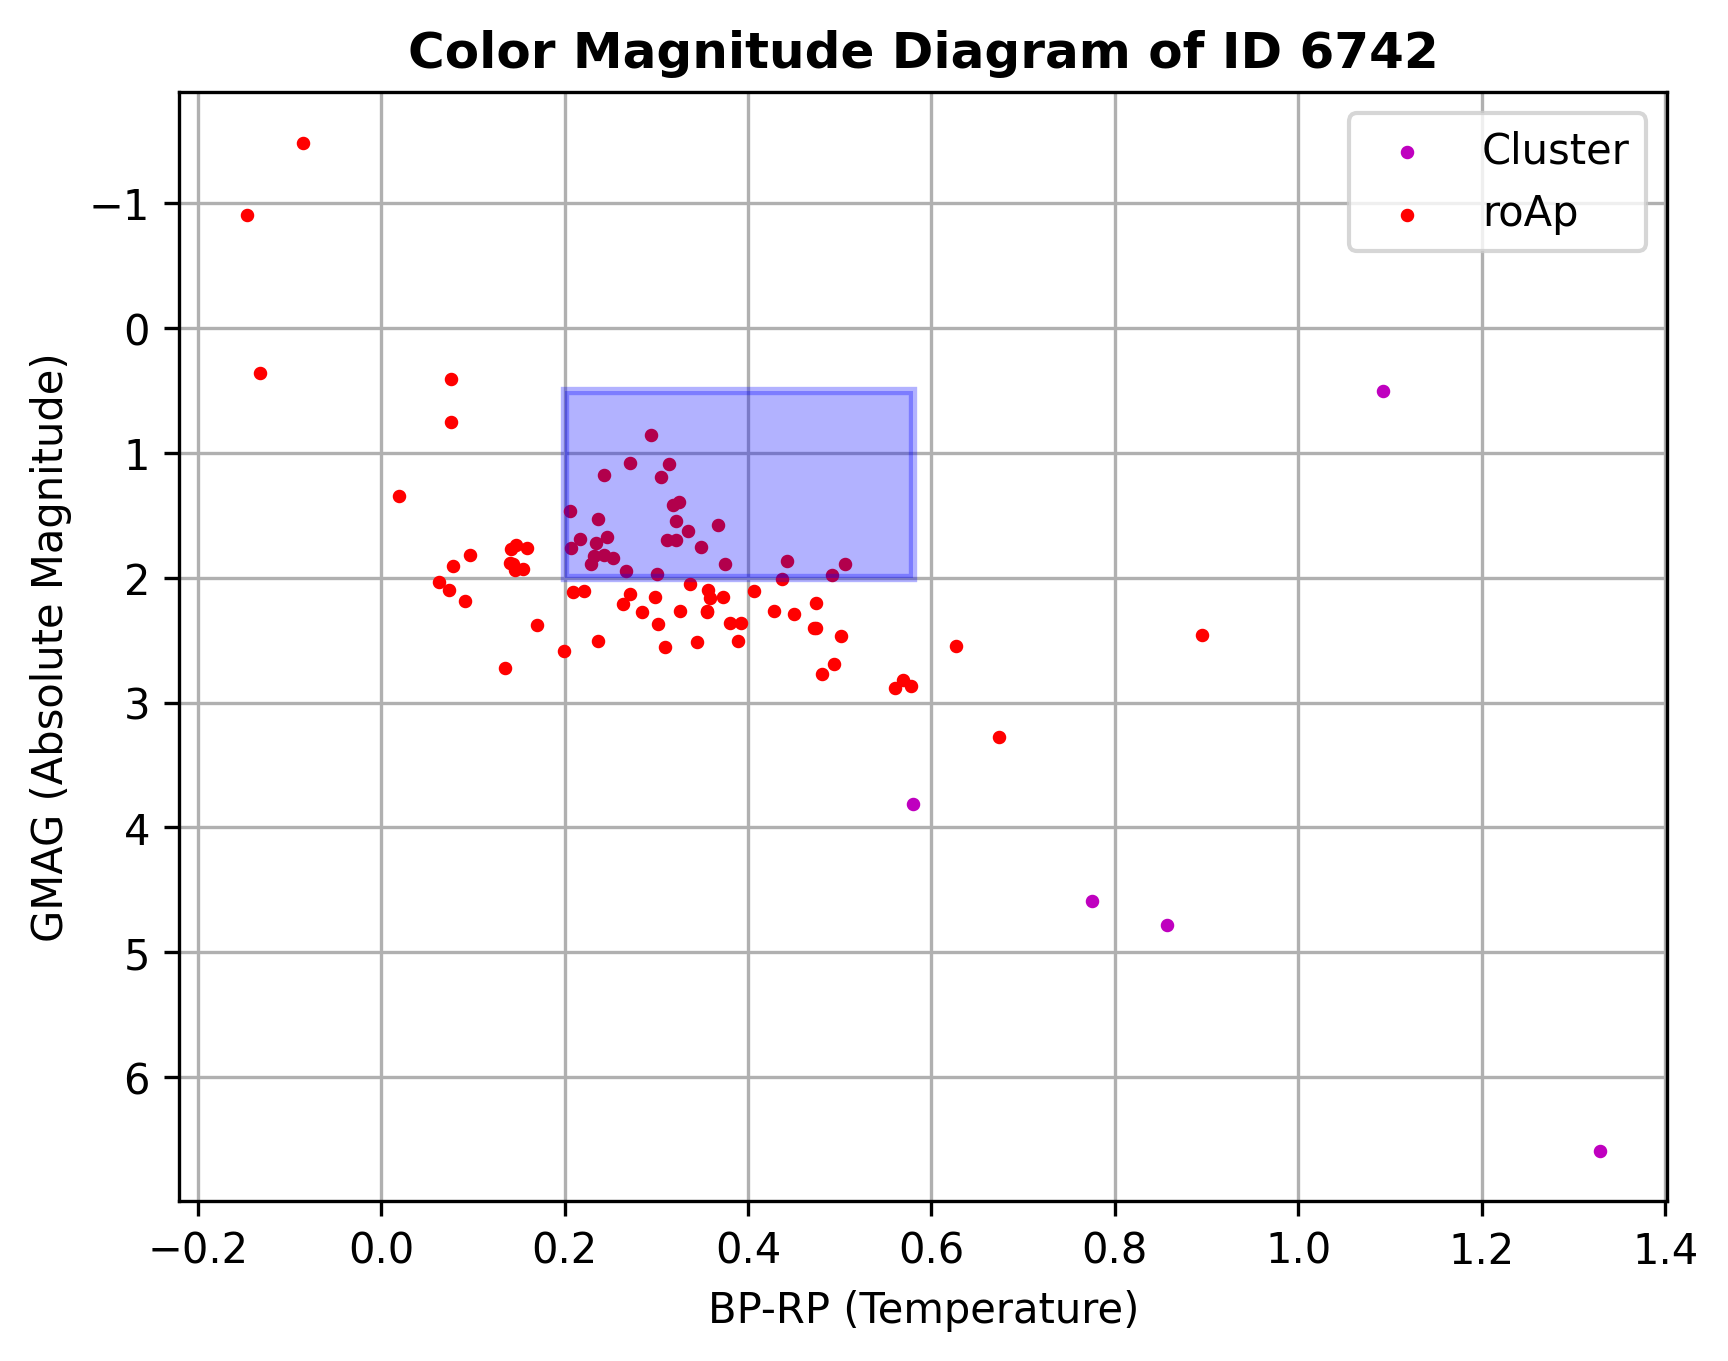 Color Magnitude Diagram of ID 6742
Cluster
roAp
GMAG (Absolute Magnitude)
−1
0
1
2
3
4
5
6
−0.2 0.0 0.2 0.4 0.6 0.8 1.0 1.2 1.4
BP-RP (Temperature)